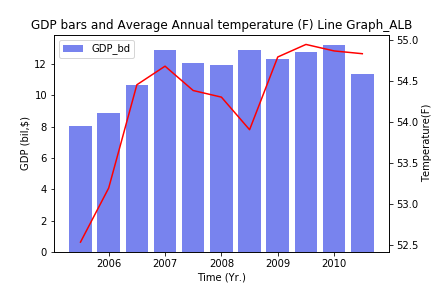 GDP bars and Average Annual temperature (F) Line Graph_ALB
GDP_bd
GDP (bil,$)
12
10
8
6
4
2
0
55.0
54.5
54.0
53.5
53.0
52.5
Temperature(F)
2006 2007 2008 2009 2010
Time (Yr.)